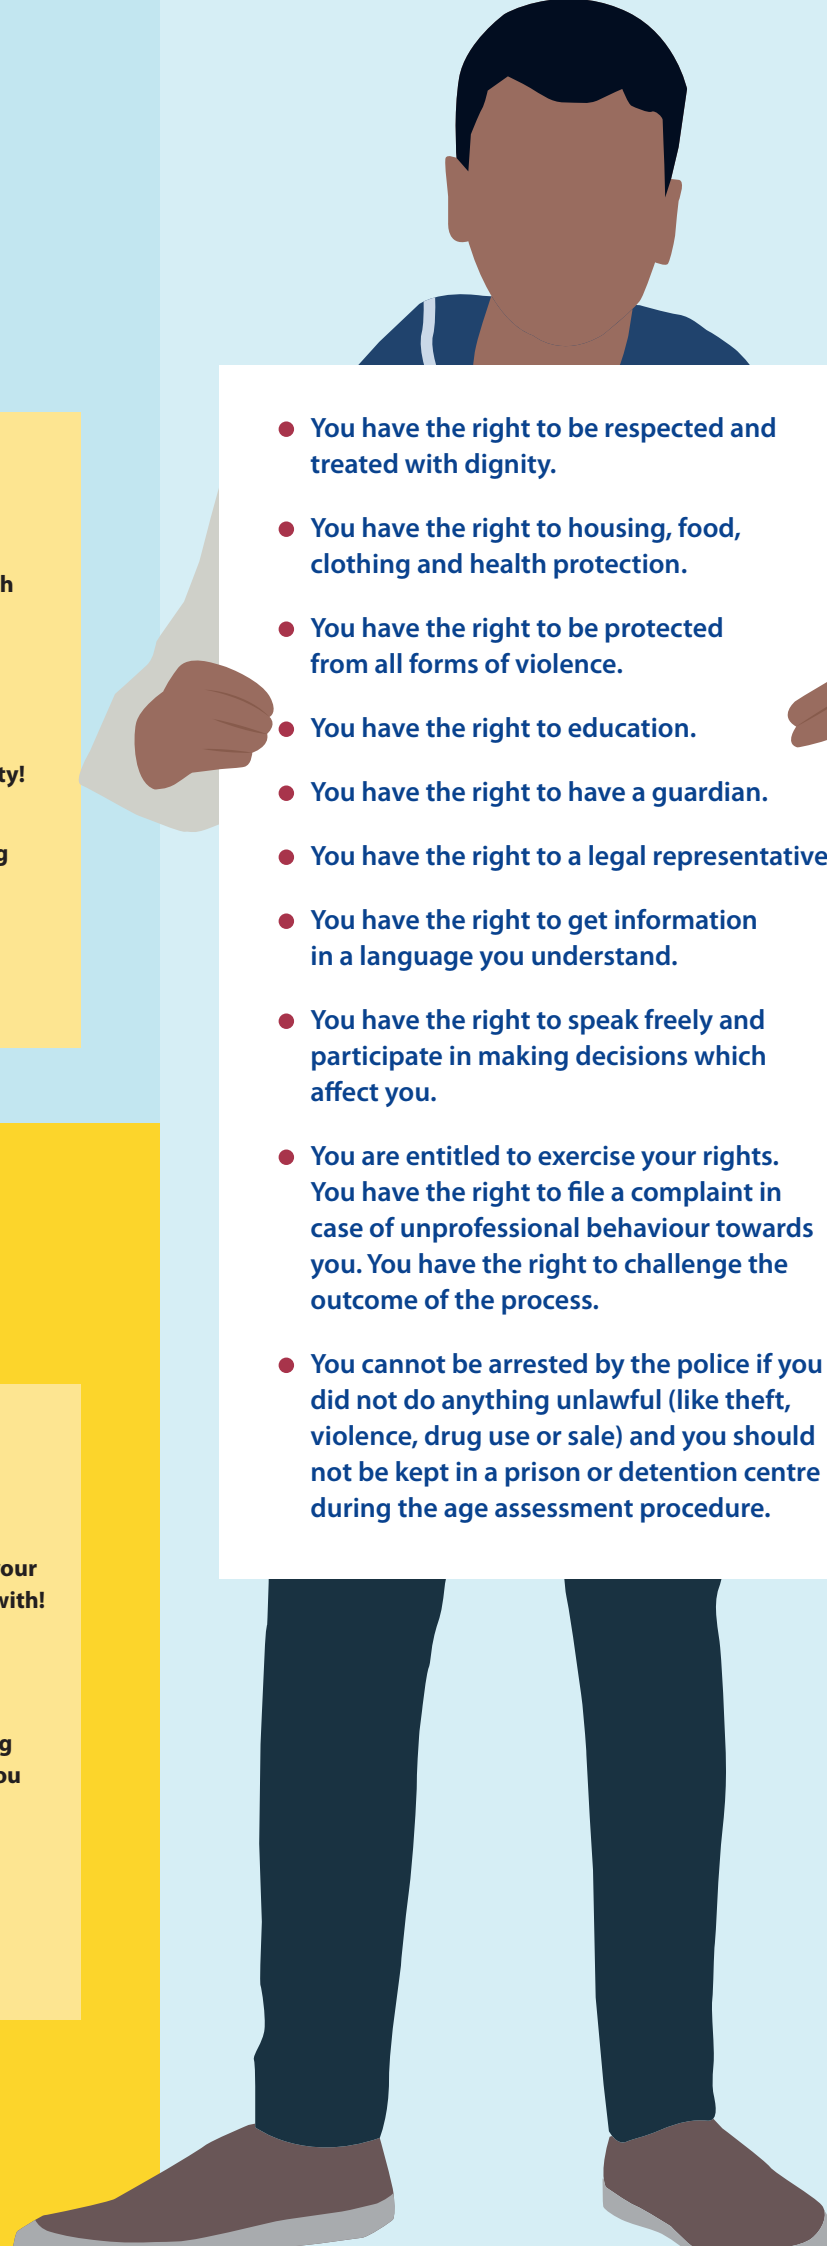 h
ty!
g
our
with!
g
ou
● You have the right to be respected and
treated with dignity.
● You have the right to housing, food,
clothing and health protection.
● You have the right to be protected
from all forms of violence.
● You have the right to education.
● You have the right to have a guardian.
● You have the right to a legal representative
● You have the right to get information
in a language you understand.
● You have the right to speak freely and
participate in making decisions which
affect you.
● You are entitled to exercise your rights.
You have the right to file a complaint in
case of unprofessional behaviour towards
you. You have the right to challenge the
outcome of the process.
● You cannot be arrested by the police if you
did not do anything unlawful (like theft,
violence, drug use or sale) and you should
not be kept in a prison or detention centre
during the age assessment procedure.